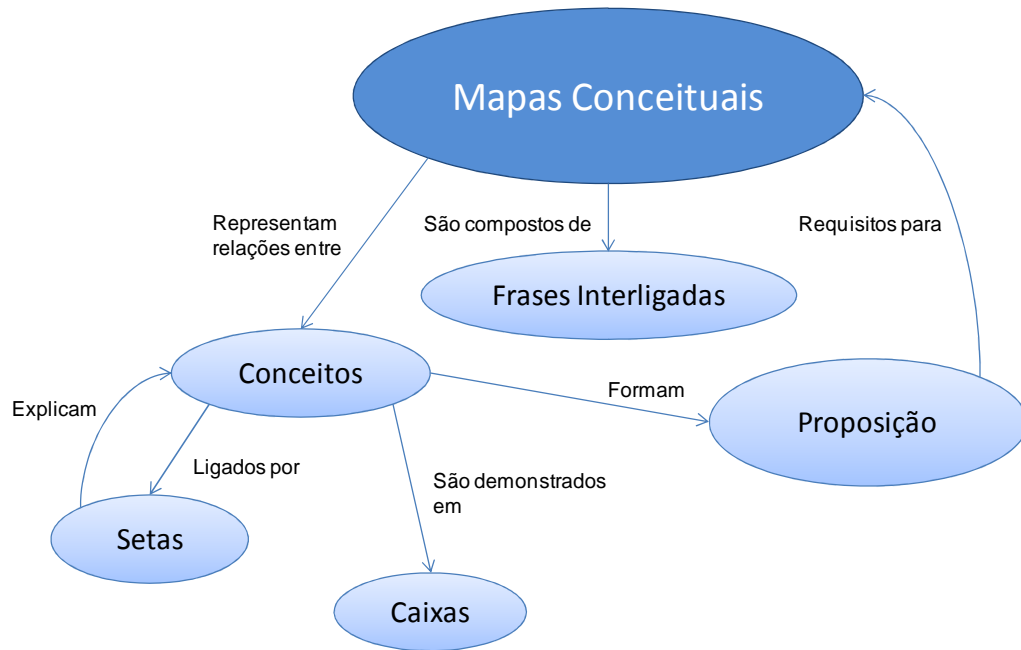 Mapas Conceituais
Representam
relações entre
São compostos de
Requisitos para
Frases Interligadas
Conceitos
Explicam
Formam
Proposição
Ligados por
São demonstrados
em
Setas
Caixas